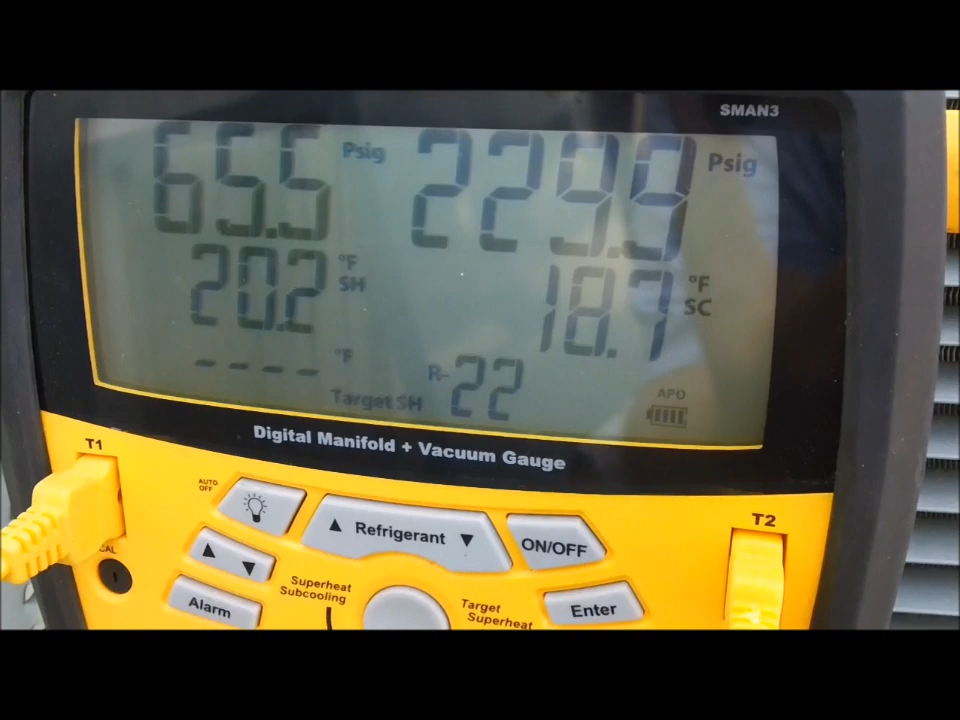 SMAN3
65.5 Psig 229.9 Psig
20.2 °F SH 18.7 °F SC
---- °F R-22
Target SH APO
Digital Manifold + Vacuum Gauge
T1
T2
AUTO OFF
▲ Refrigerant ▼
ON/OFF
▲ ▼
CAL
Superheat
Subcooling
Target
Superheat
Alarm
Enter